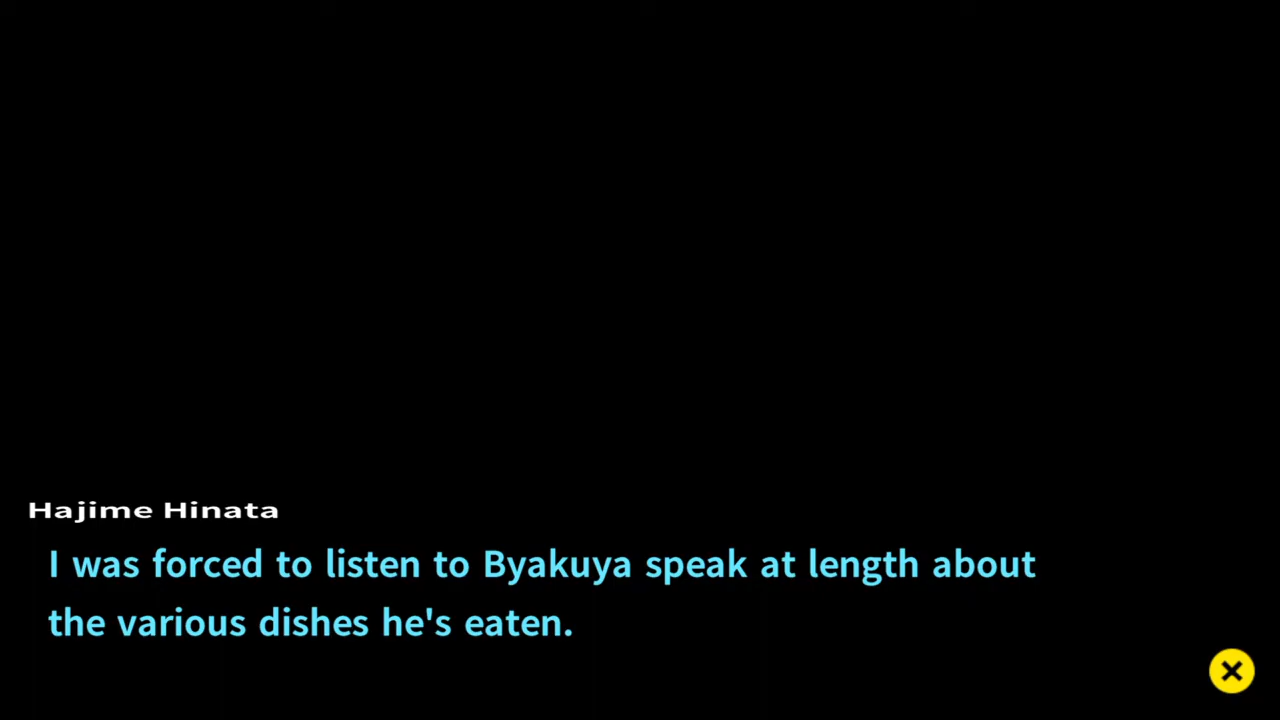 Hajime Hinata
I was forced to listen to Byakuya speak at length about
the various dishes he's eaten.